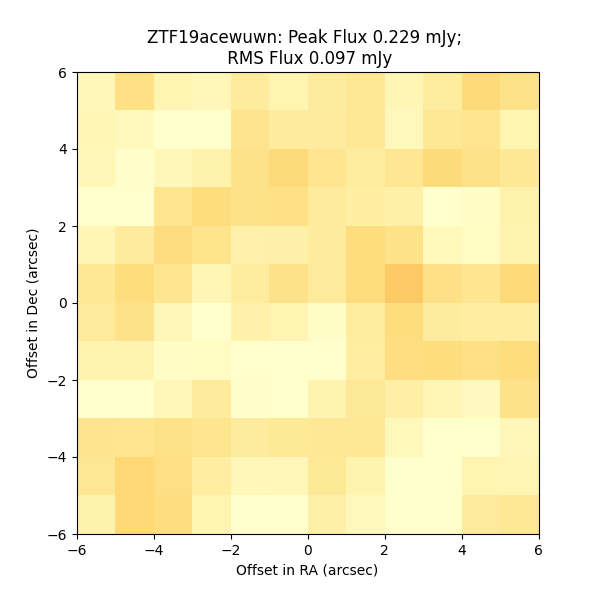 ZTF19acewuwn: Peak Flux 0.229 mJy;
RMS Flux 0.097 mJy
6
4
2
0
−2
−4
−6
Offset in Dec (arcsec)
−6 −4 −2 0 2 4 6
Offset in RA (arcsec)